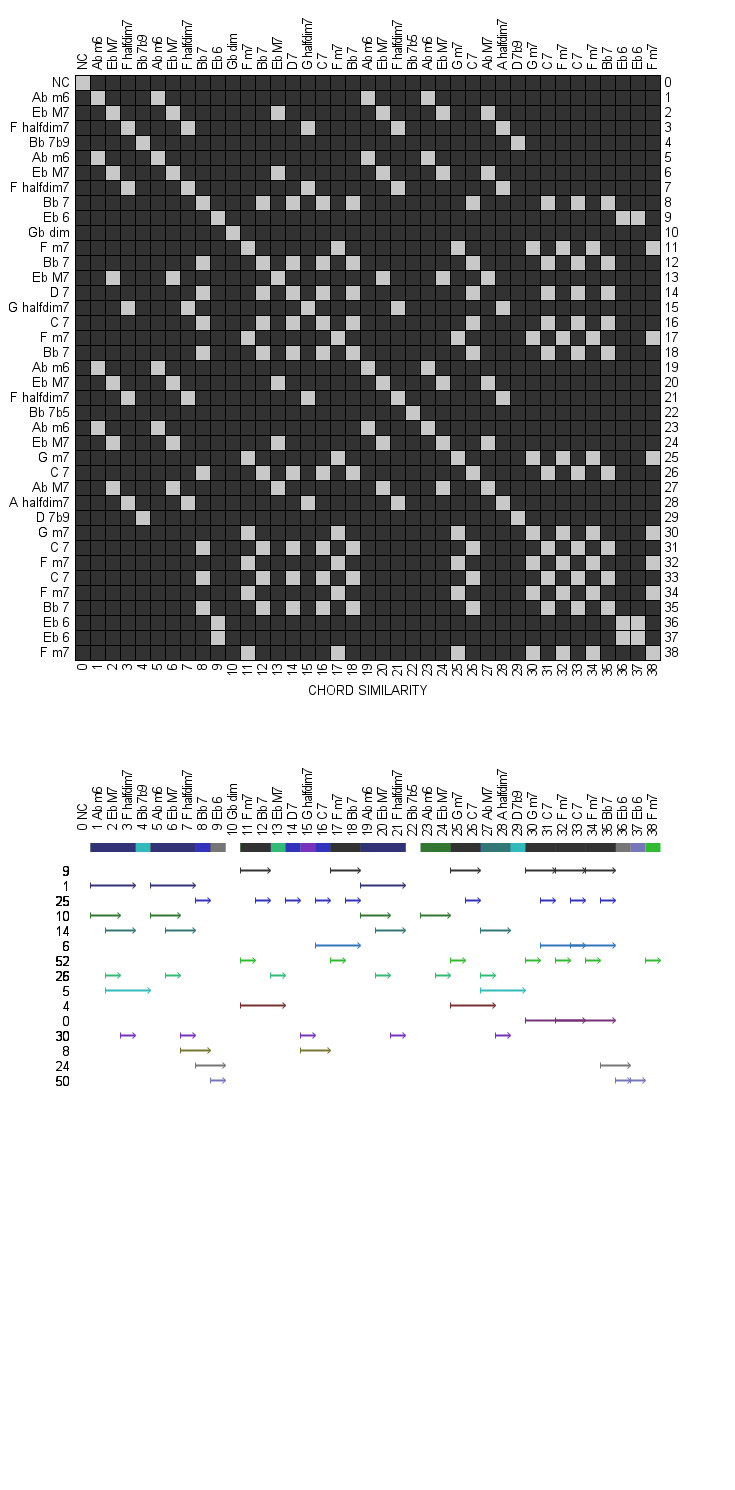 NC Ab m6 Eb M7 F halfdim7 Bb 7b9 Ab m6 Eb M7 F halfdim7 Bb 7 Eb 6 Gb dim F m7 Bb 7 Eb M7 D 7 G halfdim7 C 7 F m7 Bb 7 Ab m6 Eb M7 F halfdim7 Bb 7b5 Ab m6 Eb M7 G m7 C 7 Ab M7 A halfdim7 D 7b9 G m7 C 7 F m7 C 7 F m7 Bb 7 Eb 6 Eb 6 F m7
NC 0
Ab m6 1
Eb M7 2
F halfdim7 3
Bb 7b9 4
Ab m6 5
Eb M7 6
F halfdim7 7
Bb 7 8
Eb 6 9
Gb dim 10
F m7 11
Bb 7 12
Eb M7 13
D 7 14
G halfdim7 15
C 7 16
F m7 17
Bb 7 18
Ab m6 19
Eb M7 20
F halfdim7 21
Bb 7b5 22
Ab m6 23
Eb M7 24
G m7 25
C 7 26
Ab M7 27
A halfdim7 28
D 7b9 29
G m7 30
C 7 31
F m7 32
C 7 33
F m7 34
Bb 7 35
Eb 6 36
Eb 6 37
F m7 38
0 1 2 3 4 5 6 7 8 9 10 11 12 13 14 15 16 17 18 19 20 21 22 23 24 25 26 27 28 29 30 31 32 33 34 35 36 37 38
CHORD SIMILARITY
0 NC 1 Ab m6 2 Eb M7 3 F halfdim7 4 Bb 7b9 5 Ab m6 6 Eb M7 7 F halfdim7 8 Bb 7 9 Eb 6 10 Gb dim 11 F m7 12 Bb 7 13 Eb M7 14 D 7 15 G halfdim7 16 C 7 17 F m7 18 Bb 7 19 Ab m6 20 Eb M7 21 F halfdim7 22 Bb 7b5 23 Ab m6 24 Eb M7 25 G m7 26 C 7 27 Ab M7 28 A halfdim7 29 D 7b9 30 G m7 31 C 7 32 F m7 33 C 7 34 F m7 35 Bb 7 36 Eb 6 37 Eb 6 38 F m7
9
1
25
10
14
6
52
26
5
4
0
30
8
24
50